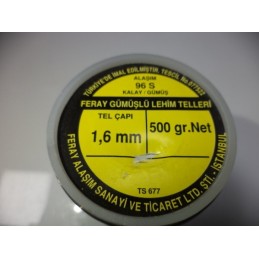 TÜRKİYE'DE İMAL EDİLMİŞTİR. TESCİL No:
ALAŞIM
96 S
KALAY / GÜMÜŞ
FERAY GÜMÜŞLÜ LEHİM TELLERİ
TEL ÇAPI
1,6 mm
500 gr.Net
TS 677
FERAY ALAŞIM SANAYİ VE TİCARET LTD. STİ. - İSTANBUL